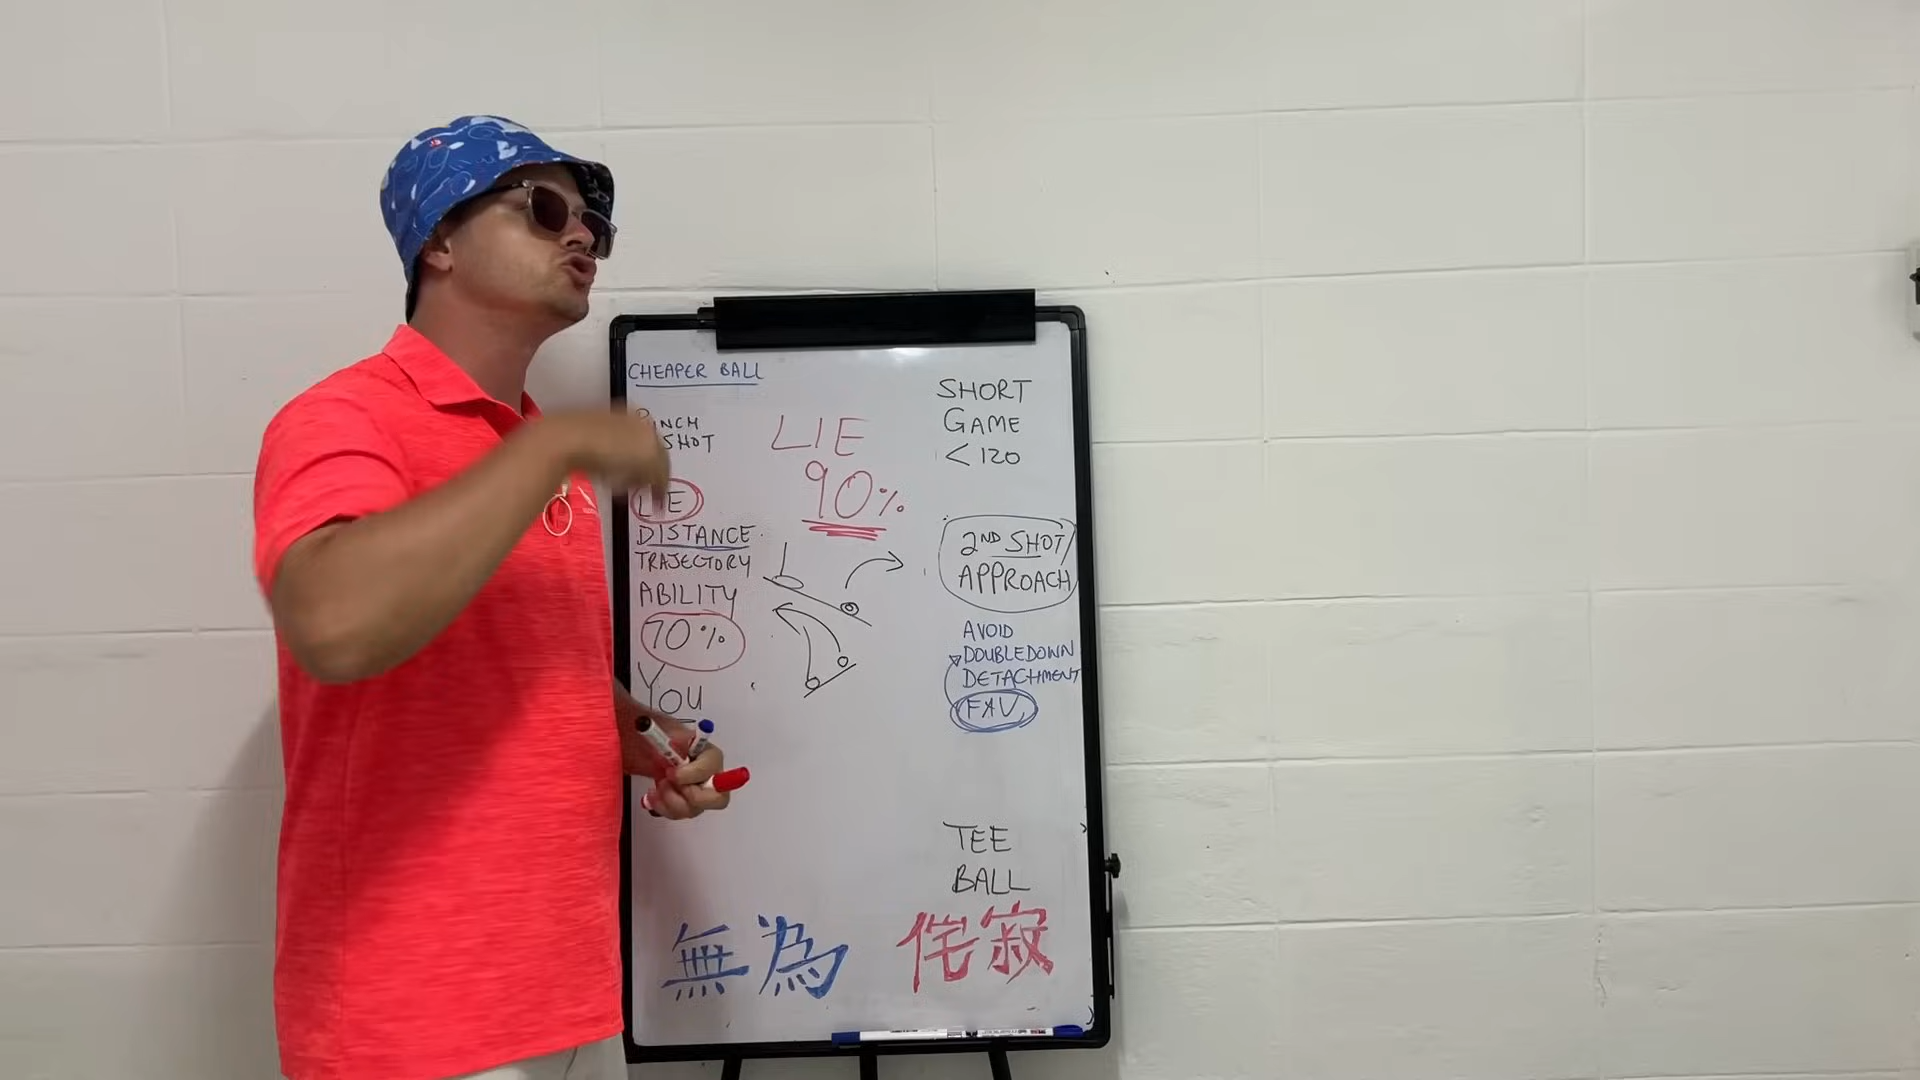 CHEAPER BALL
PINCH
SHOT
LIE
DISTANCE
TRAJECTORY
ABILITY
70%
YOU
LIE
90%
SHORT
GAME
<120
2ND SHOT/
APPROACH
AVOID
DOUBLEDOWN
DETACHMENT
FAV
TEE
BALL
無為
侘寂